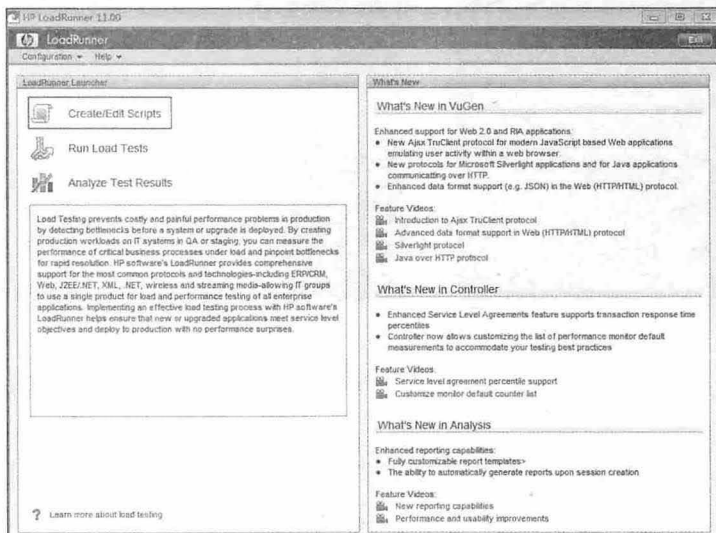 HP LoadRunner 11.00
hp LoadRunner
Exit
Configuration Help
LoadRunner Launcher
Create/Edit Scripts
Run Load Tests
Analyze Test Results
Load Testing prevents costly and painful performance problems in production
by detecting bottlenecks before a system or upgrade is deployed. By creating
production workloads on IT systems in QA or staging, you can measure the
performance of critical business processes under load and pinpoint bottlenecks
for rapid resolution. HP software's LoadRunner provides comprehensive
support for the most common protocols and technologies-including ERP/CRM,
Web, J2EE/.NET, XML, .NET, wireless and streaming media-allowing IT groups
to use a single product for load and performance testing of all enterprise
applications. Implementing an effective load testing process with HP software's
LoadRunner helps ensure that new or upgraded applications meet service level
objectives and deploy to production with no performance surprises.
? Learn more about load testing
What's New
What's New in VuGen
Enhanced support for Web 2.0 and RIA applications:
• New Ajax TruClient protocol for modern JavaScript based Web applications
emulating user activity within a web browser.
• New protocols for Microsoft Silverlight applications and for Java applications
communicating over HTTP.
• Enhanced data format support (e.g. JSON) in the Web (HTTP/HTML) protocol.
Feature Videos:
Introduction to Ajax TruClient protocol
Advanced data format support in Web (HTTP/HTML) protocol
Silverlight protocol
Java over HTTP protocol
What's New in Controller
• Enhanced Service Level Agreements feature supports transaction response time
percentiles
• Controller now allows customizing the list of performance monitor default
measurements to accommodate your testing best practices
Feature Videos:
Service level agreement percentile support
Customize monitor default counter list
What's New in Analysis
Enhanced reporting capabilities:
• Fully customizable report templates>
• The ability to automatically generate reports upon session creation
Feature Videos:
New reporting capabilities
Performance and usability improvements